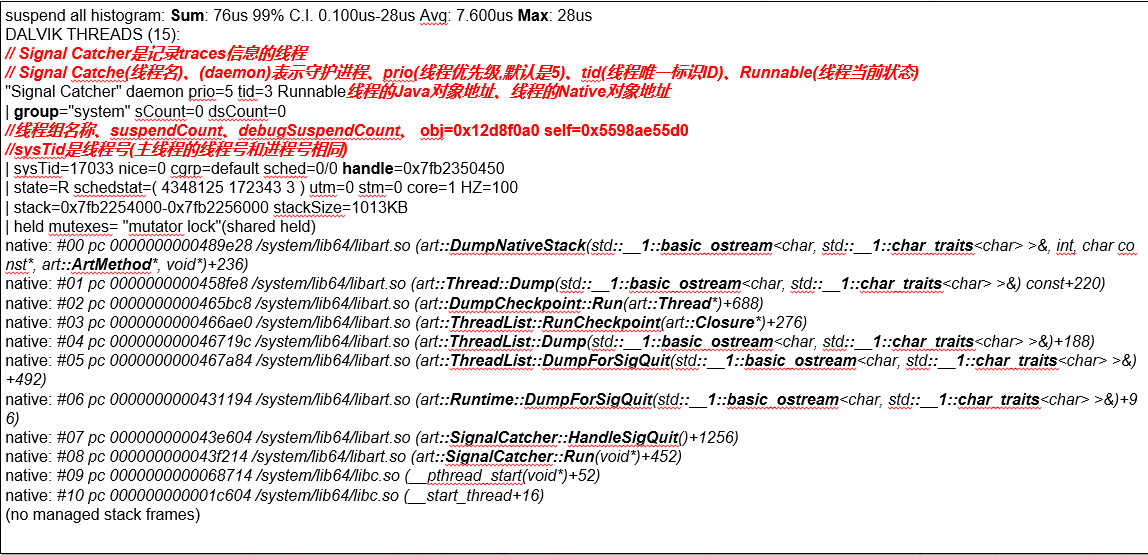 suspend all histogram: Sum: 76us 99% C.I. 0.100us-28us Avg: 7.600us Max: 28us
DALVIK THREADS (15):
// Signal Catcher是记录traces信息的线程
// Signal Catche(线程名)、(daemon)表示守护进程、prio(线程优先级,默认是5)、tid(线程唯一标识ID)、Runnable(线程当前状态)
"Signal Catcher" daemon prio=5 tid=3 Runnable线程的Java对象地址、线程的Native对象地址
| group="system" sCount=0 dsCount=0
//线程组名称、suspendCount、debugSuspendCount、 obj=0x12d8f0a0 self=0x5598ae55d0
//sysTid是线程号(主线程的线程号和进程号相同)
| sysTid=17033 nice=0 cgrp=default sched=0/0 handle=0x7fb2350450
| state=R schedstat=( 4348125 172343 3 ) utm=0 stm=0 core=1 HZ=100
| stack=0x7fb2254000-0x7fb2256000 stackSize=1013KB
| held mutexes= "mutator lock"(shared held)
native: #00 pc 0000000000489e28 /system/lib64/libart.so (art::DumpNativeStack(std::__1::basic_ostream<char, std::__1::char_traits<char> >&, int, char co
nst*, art::ArtMethod*, void*)+236)
native: #01 pc 0000000000458fe8 /system/lib64/libart.so (art::Thread::Dump(std::__1::basic_ostream<char, std::__1::char_traits<char> >&) const+220)
native: #02 pc 0000000000465bc8 /system/lib64/libart.so (art::DumpCheckpoint::Run(art::Thread*)+688)
native: #03 pc 0000000000466ae0 /system/lib64/libart.so (art::ThreadList::RunCheckpoint(art::Closure*)+276)
native: #04 pc 000000000046719c /system/lib64/libart.so (art::ThreadList::Dump(std::__1::basic_ostream<char, std::__1::char_traits<char> >&)+188)
native: #05 pc 0000000000467a84 /system/lib64/libart.so (art::ThreadList::DumpForSigQuit(std::__1::basic_ostream<char, std::__1::char_traits<char> >&)
+492)
native: #06 pc 0000000000431194 /system/lib64/libart.so (art::Runtime::DumpForSigQuit(std::__1::basic_ostream<char, std::__1::char_traits<char> >&)+9
6)
native: #07 pc 000000000043e604 /system/lib64/libart.so (art::SignalCatcher::HandleSigQuit()+1256)
native: #08 pc 000000000043f214 /system/lib64/libart.so (art::SignalCatcher::Run(void*)+452)
native: #09 pc 0000000000068714 /system/lib64/libc.so (__pthread_start(void*)+52)
native: #10 pc 000000000001c604 /system/lib64/libc.so (__start_thread+16)
(no managed stack frames)